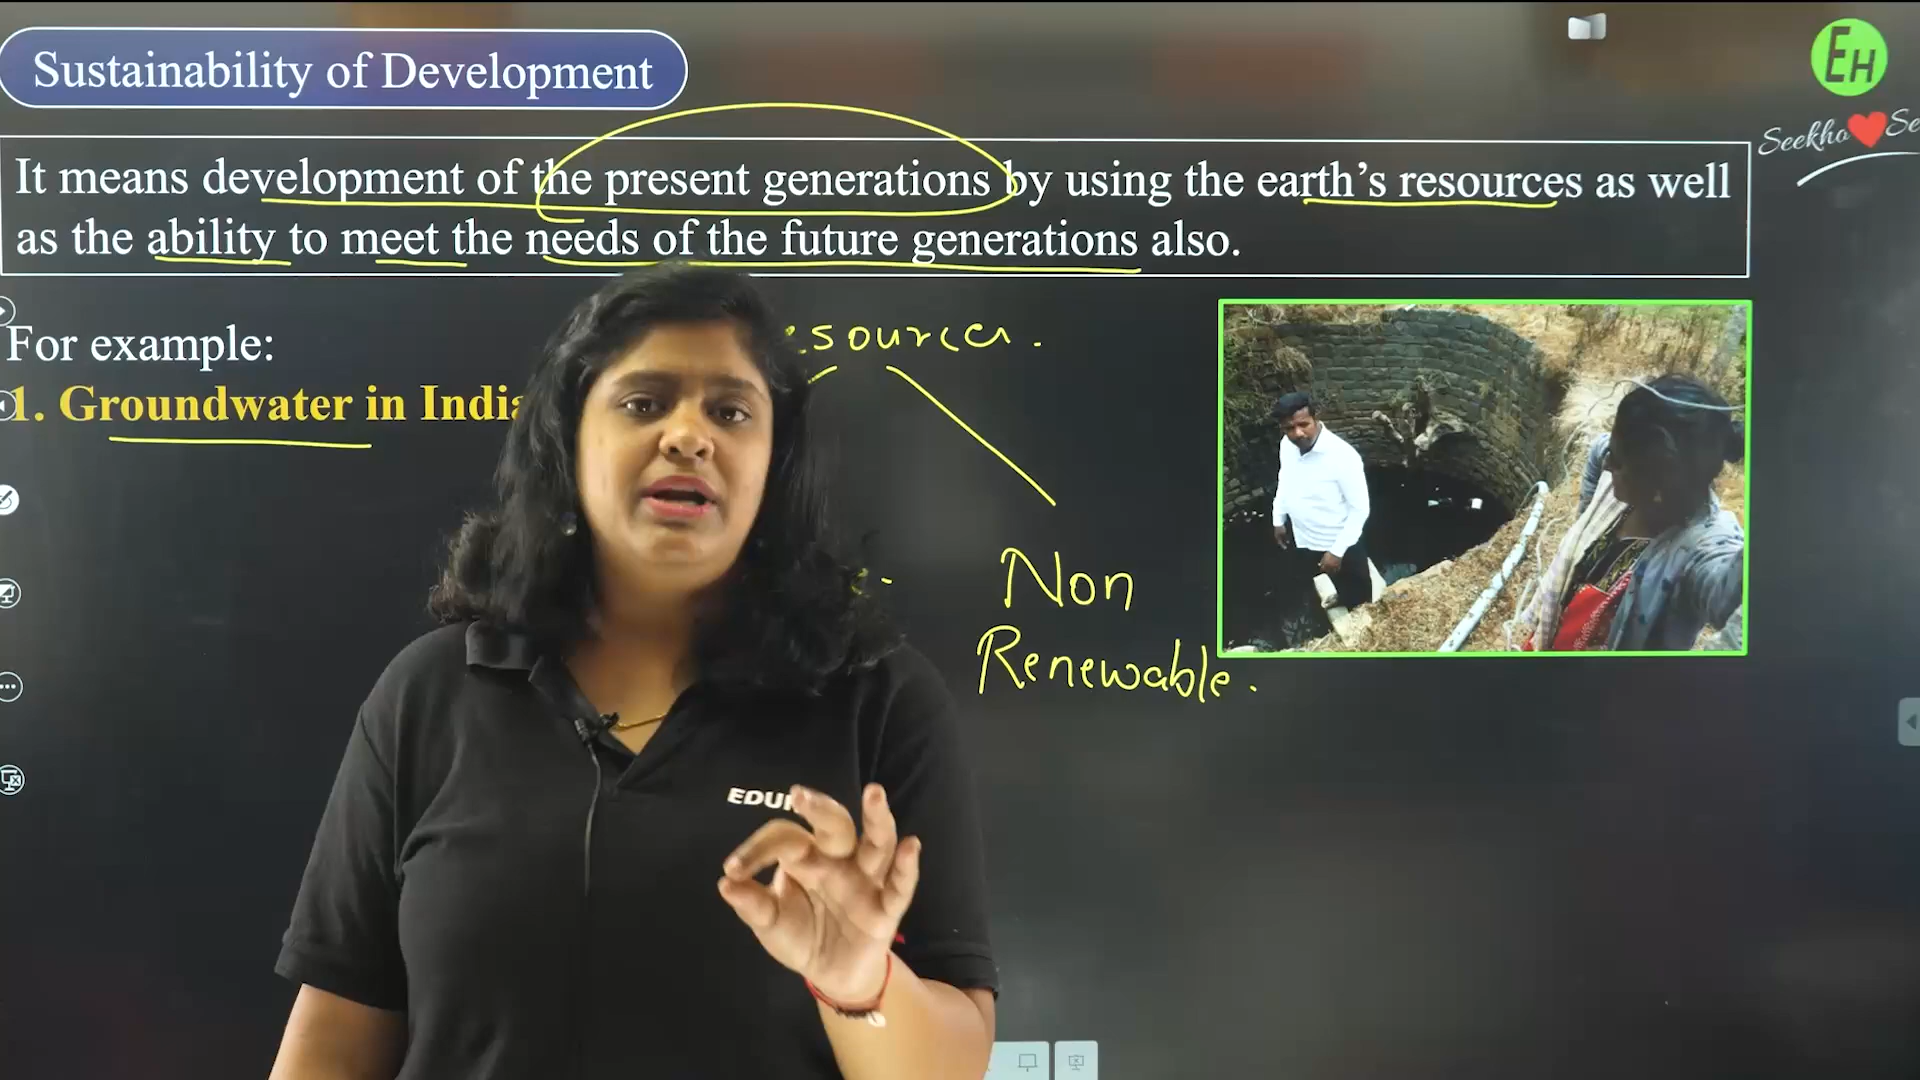 Sustainability of Development
EH
Seekho
It means development of the present generations by using the earth's resources as well
as the ability to meet the needs of the future generations also.
For example:
1. Groundwater in India
Non
Renewable.